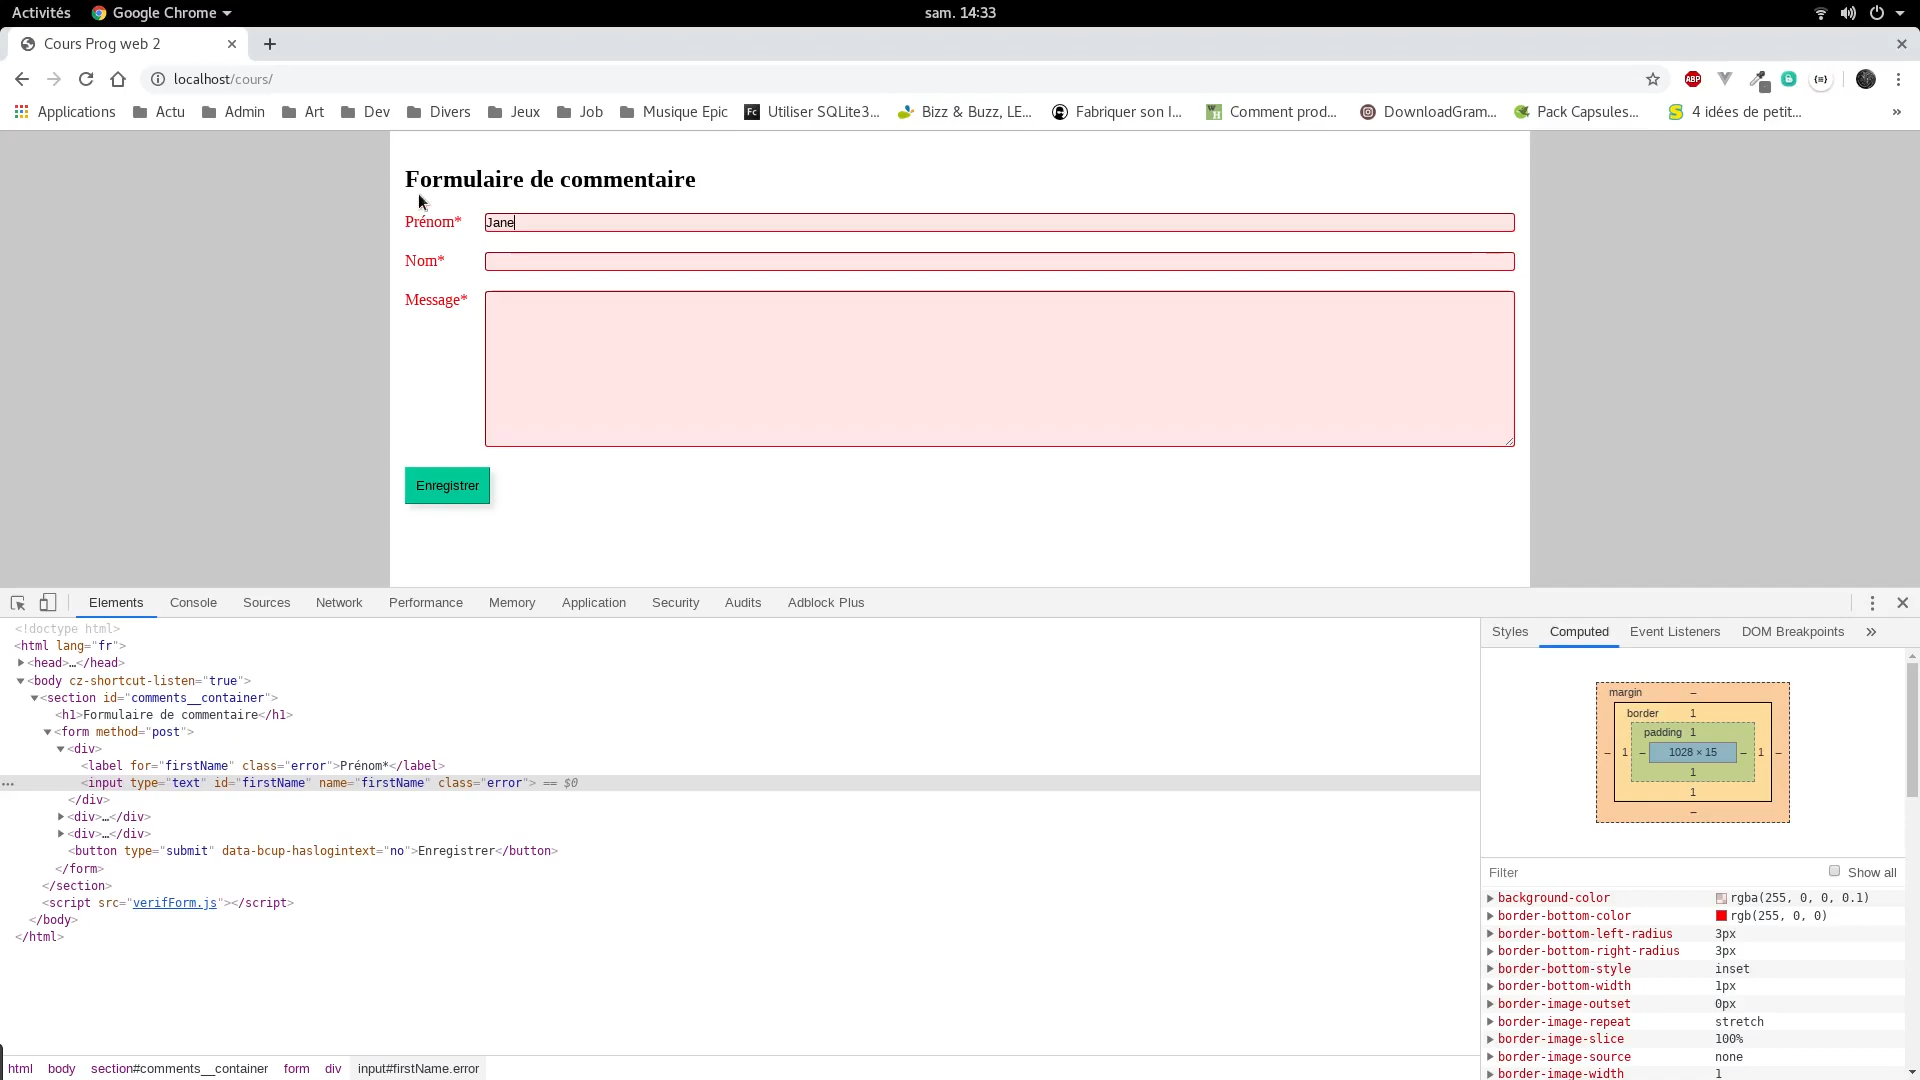 Activités Google Chrome sam. 14:33
Cours Prog web 2
localhost/cours/
ABP
Applications Actu Admin Art Dev Divers Jeux Job Musique Epic Fc Utiliser SQLite3... Bizz & Buzz, LE... Fabriquer son I... Comment prod... DownloadGram... Pack Capsules... 4 idées de petit... »
Formulaire de commentaire
Prénom* Jane
Nom*
Message*
Enregistrer
Elements Console Sources Network Performance Memory Application Security Audits Adblock Plus
<!doctype html>
<html lang="fr">
<head>…</head>
<body cz-shortcut-listen="true">
<section id="comments__container">
<h1>Formulaire de commentaire</h1>
<form method="post">
<div>
<label for="firstName" class="error">Prénom*</label>
<input type="text" id="firstName" name="firstName" class="error"> == $0
</div>
<div>…</div>
<div>…</div>
<button type="submit" data-bcup-haslogintext="no">Enregistrer</button>
</form>
</section>
<script src="verifForm.js"></script>
</body>
</html>
html body section#comments__container form div input#firstName.error
Styles Computed Event Listeners DOM Breakpoints »
margin –
border 1
padding 1
– 1 – 1028 × 15 – 1 –
1
1
–
Filter Show all
background-color rgba(255, 0, 0, 0.1)
border-bottom-color rgb(255, 0, 0)
border-bottom-left-radius 3px
border-bottom-right-radius 3px
border-bottom-style inset
border-bottom-width 1px
border-image-outset 0px
border-image-repeat stretch
border-image-slice 100%
border-image-source none
border-image-width 1